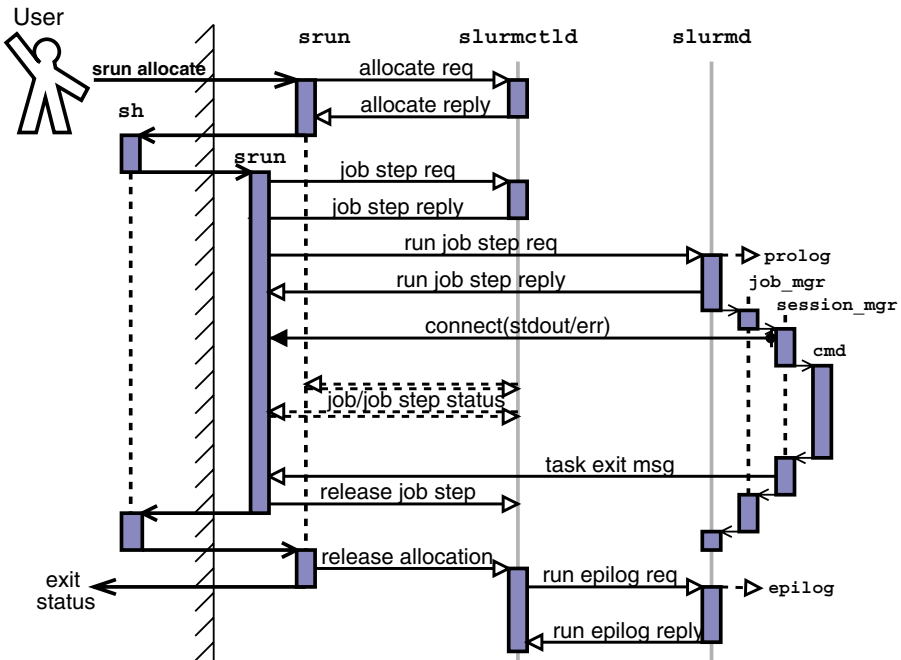 User
srun slurmctld slurmd
srun allocate
allocate req
sh
allocate reply
srun
job step req
job step reply
run job step req
prolog
run job step reply
job_mgr
session_mgr
connect(stdout/err)
cmd
job/job step status
task exit msg
release job step
release allocation
exit
status
run epilog req
epilog
run epilog reply